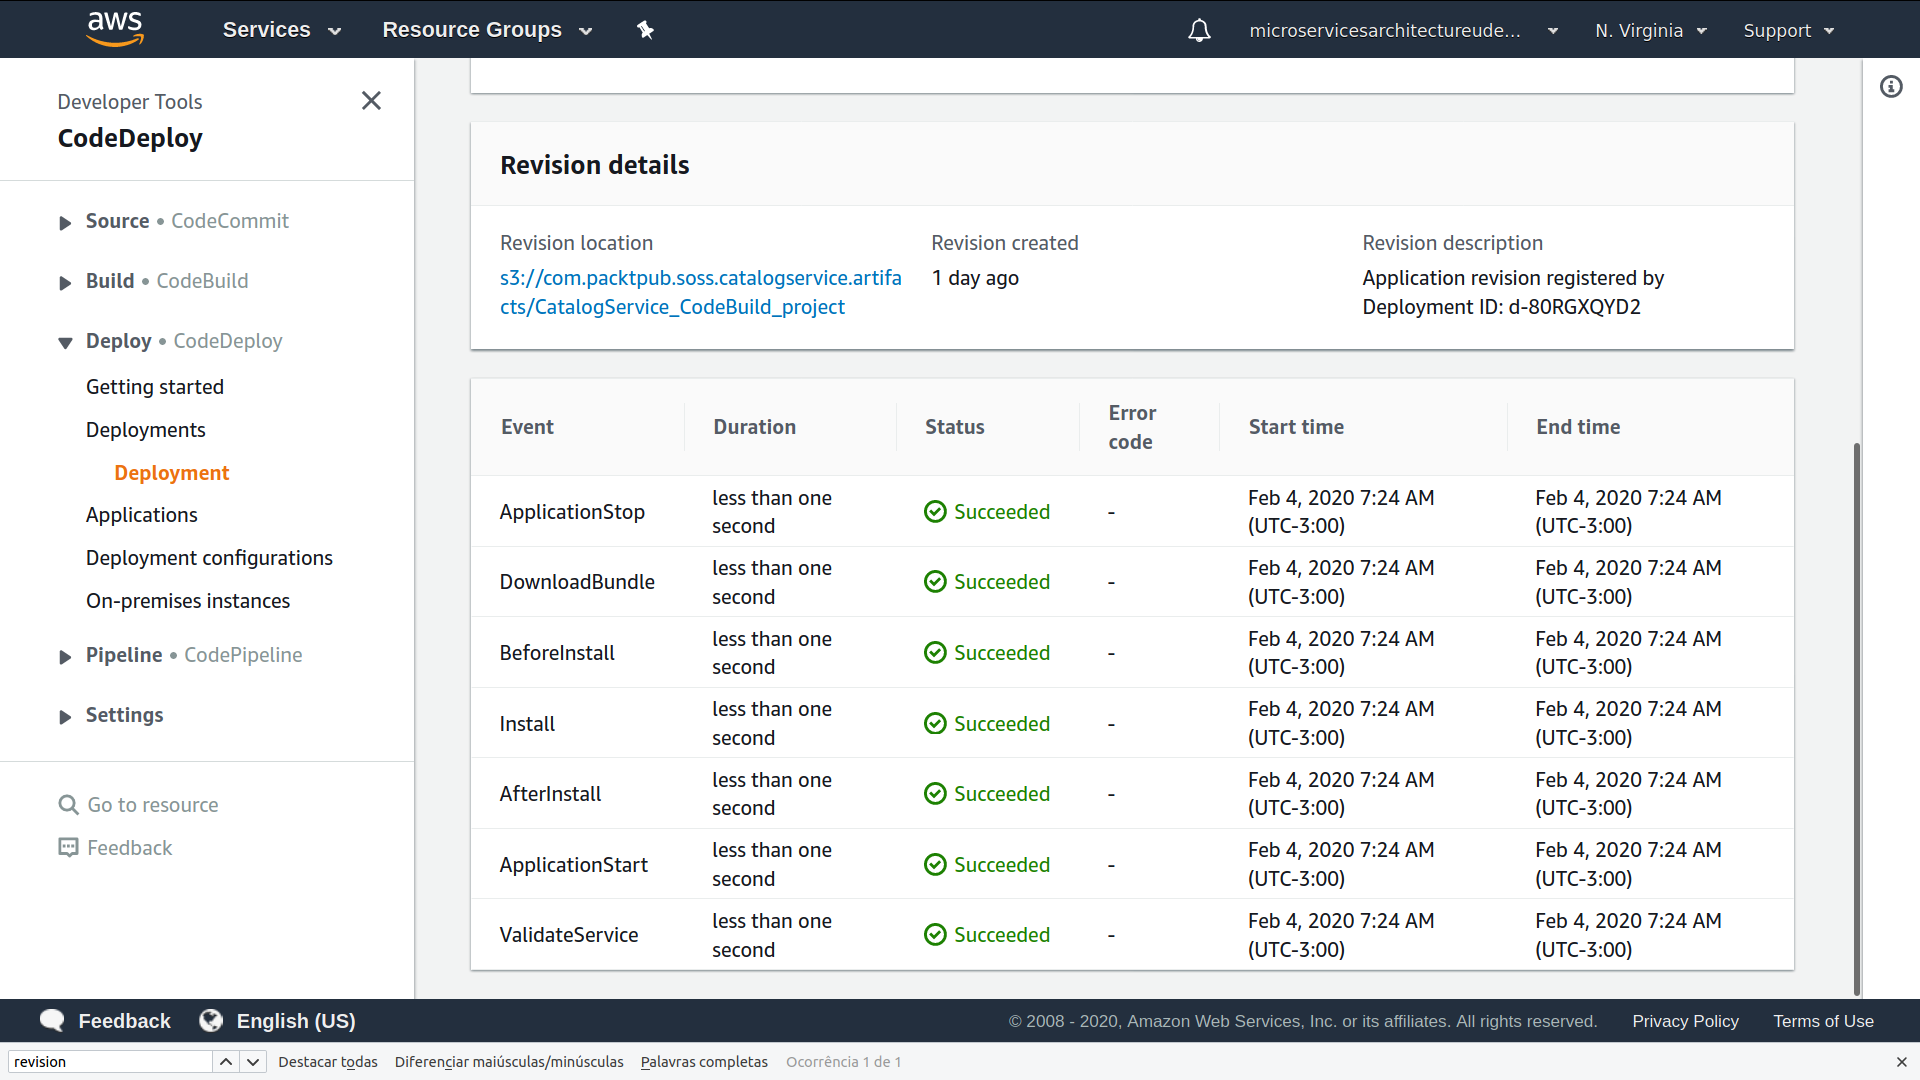 aws Services Resource Groups microservicesarchitectureude... N. Virginia Support
Developer Tools
CodeDeploy
Source • CodeCommit
Build • CodeBuild
Deploy • CodeDeploy
Getting started
Deployments
Deployment
Applications
Deployment configurations
On-premises instances
Pipeline • CodePipeline
Settings
Go to resource
Feedback
Revision details
Revision location
s3://com.packtpub.soss.catalogservice.artifa
cts/CatalogService_CodeBuild_project
Revision created
1 day ago
Revision description
Application revision registered by
Deployment ID: d-80RGXQYD2
Event Duration Status Error code Start time End time
ApplicationStop less than one second Succeeded - Feb 4, 2020 7:24 AM (UTC-3:00) Feb 4, 2020 7:24 AM (UTC-3:00)
DownloadBundle less than one second Succeeded - Feb 4, 2020 7:24 AM (UTC-3:00) Feb 4, 2020 7:24 AM (UTC-3:00)
BeforeInstall less than one second Succeeded - Feb 4, 2020 7:24 AM (UTC-3:00) Feb 4, 2020 7:24 AM (UTC-3:00)
Install less than one second Succeeded - Feb 4, 2020 7:24 AM (UTC-3:00) Feb 4, 2020 7:24 AM (UTC-3:00)
AfterInstall less than one second Succeeded - Feb 4, 2020 7:24 AM (UTC-3:00) Feb 4, 2020 7:24 AM (UTC-3:00)
ApplicationStart less than one second Succeeded - Feb 4, 2020 7:24 AM (UTC-3:00) Feb 4, 2020 7:24 AM (UTC-3:00)
ValidateService less than one second Succeeded - Feb 4, 2020 7:24 AM (UTC-3:00) Feb 4, 2020 7:24 AM (UTC-3:00)
Feedback English (US) © 2008 - 2020, Amazon Web Services, Inc. or its affiliates. All rights reserved. Privacy Policy Terms of Use
revision Destacar todas Diferenciar maiúsculas/minúsculas Palavras completas Ocorrência 1 de 1